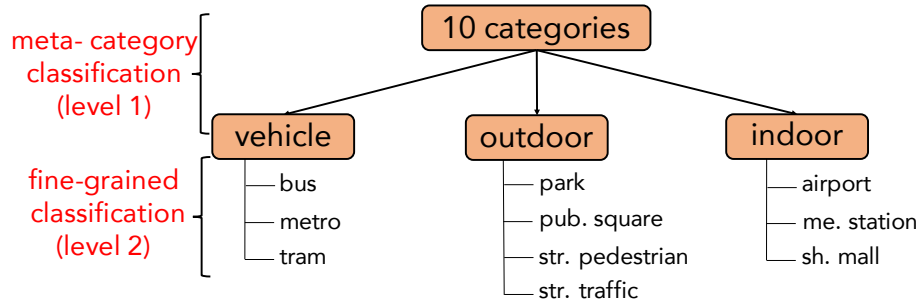 10 categories
meta- category
classification
(level 1)
vehicle
outdoor
indoor
fine-grained
classification
(level 2)
bus
metro
tram
park
pub. square
str. pedestrian
str. traffic
airport
me. station
sh. mall